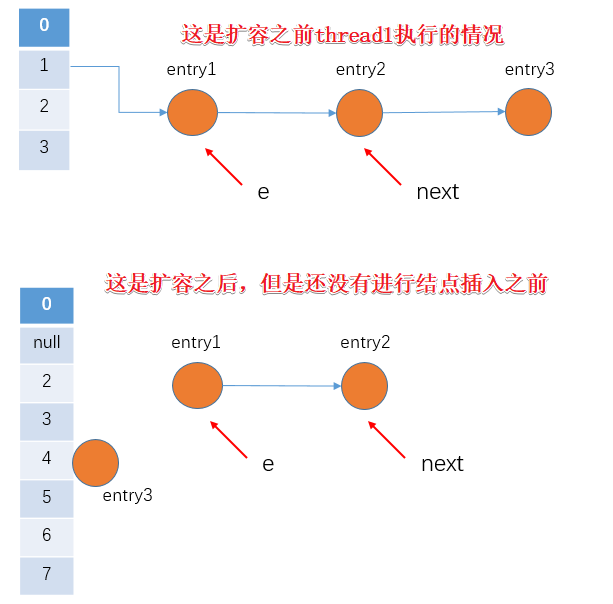 0
这是扩容之前thread1执行的情况
1
entry1
entry2
entry3
2
3
e
next
这是扩容之后，但是还没有进行结点插入之前
0
null
entry1
entry2
2
3
4
e
next
entry3
5
6
7